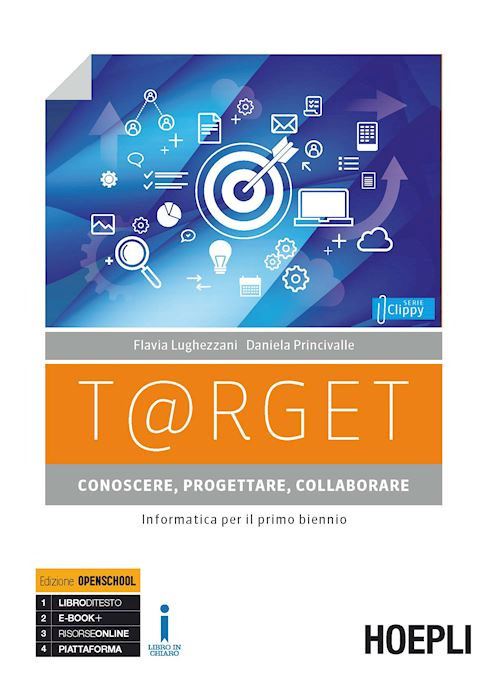 SERIE
Clippy
Flavia Lughezzani Daniela Princivalle
T@RGET
CONOSCERE, PROGETTARE, COLLABORARE
Informatica per il primo biennio
Edizione OPENSCHOOL
1 LIBRODITESTO
2 E-BOOK+
3 RISORSEONLINE
4 PIATTAFORMA
LIBRO IN
CHIARO
HOEPLI